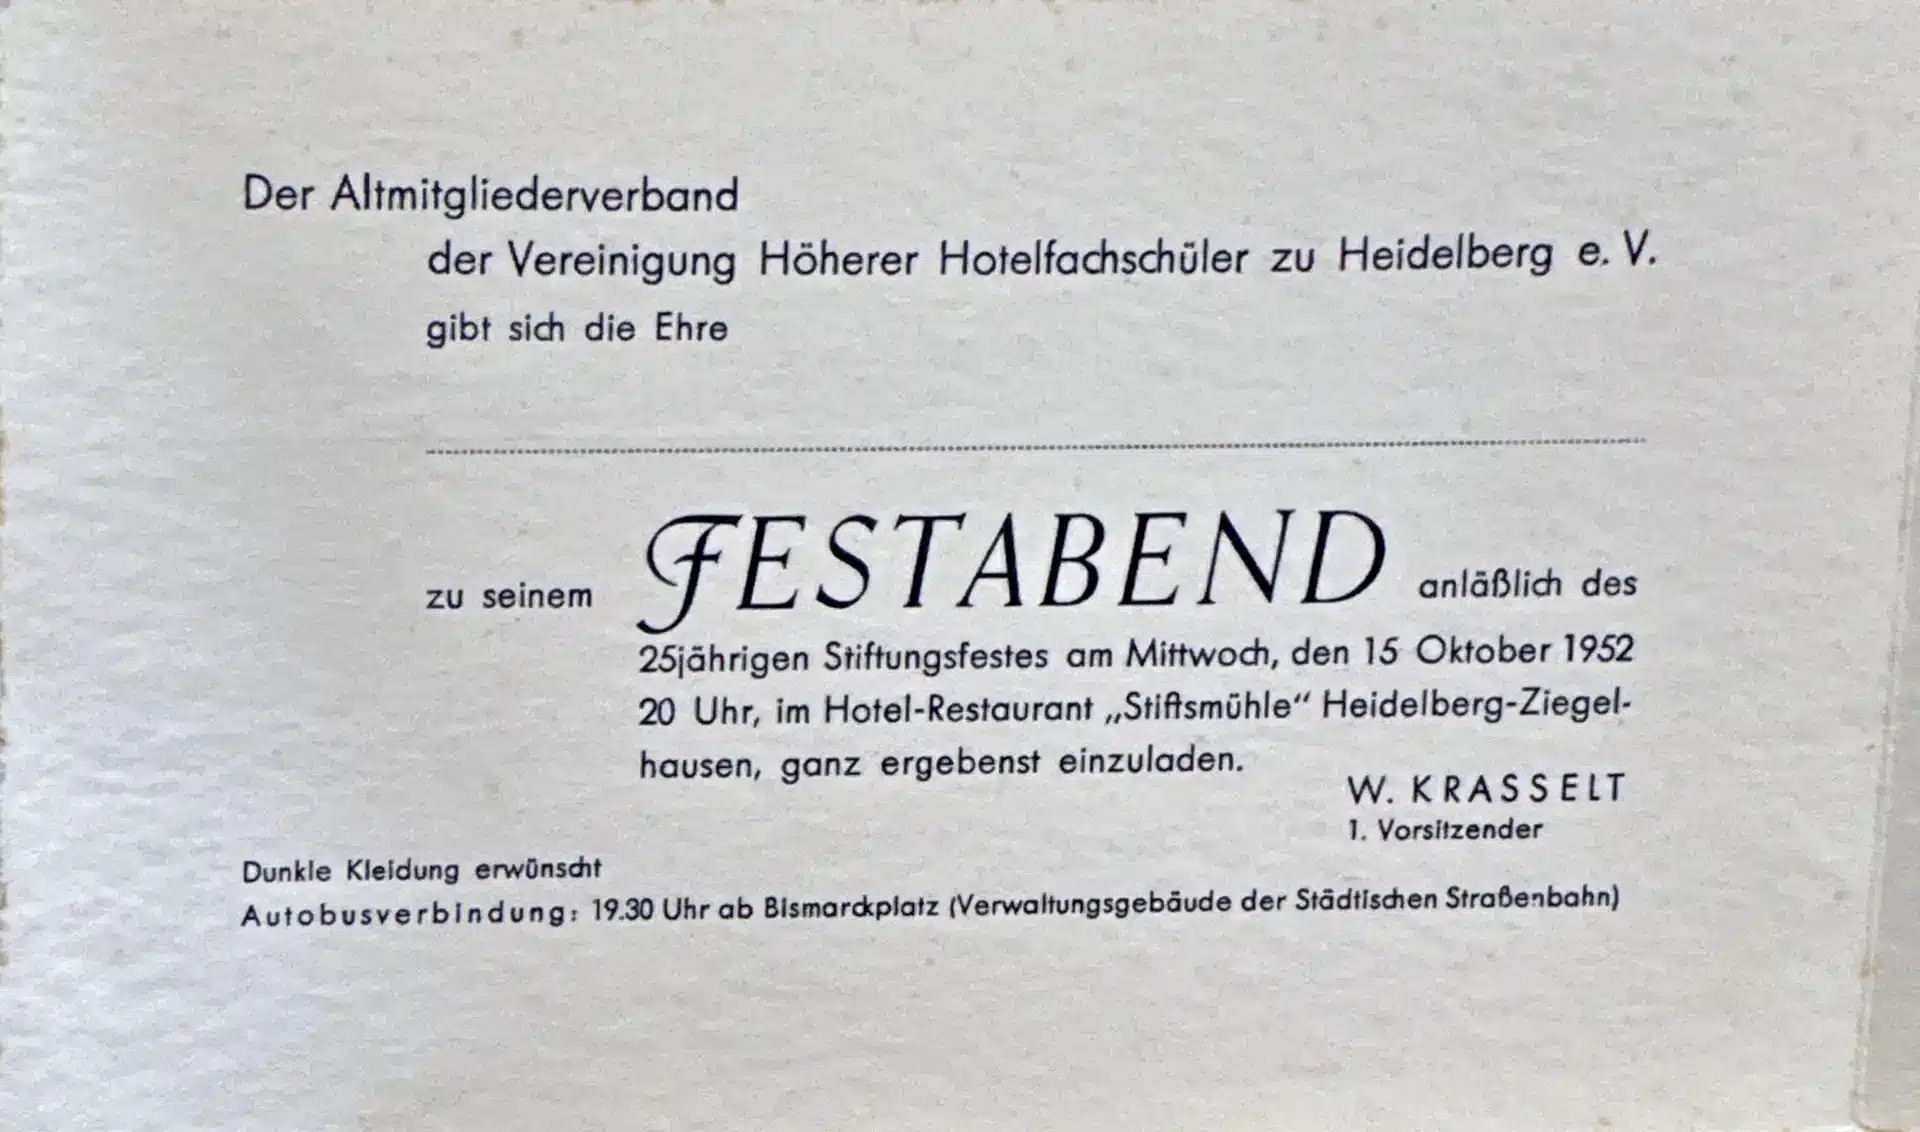 Der Altmitgliederverband
der Vereinigung Höherer Hotelfachschüler zu Heidelberg e. V.
gibt sich die Ehre
zu seinem FESTABEND anläßlich des
25jährigen Stiftungsfestes am Mittwoch, den 15 Oktober 1952
20 Uhr, im Hotel-Restaurant „Stiftsmühle“ Heidelberg-Ziegel-
hausen, ganz ergebenst einzuladen.
W. KRASSELT
1. Vorsitzender
Dunkle Kleidung erwünscht
Autobusverbindung: 19.30 Uhr ab Bismarckplatz (Verwaltungsgebäude der Städtischen Straßenbahn)